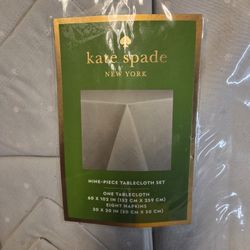 kate spade
NEW YORK
NINE-PIECE TABLECLOTH SET
ONE TABLECLOTH
60 X 102 IN (152 CM X 259 CM)
EIGHT NAPKINS
20 X 20 IN (50 CM X 50 CM)